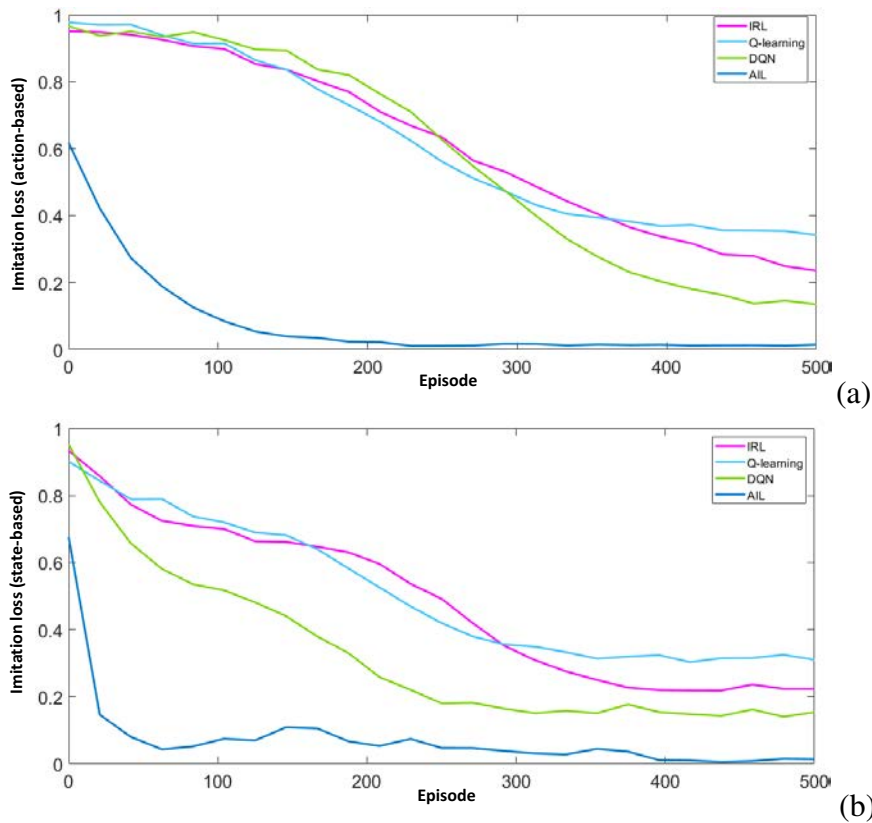 Imitation loss (action-based)
1
0.8
0.6
0.4
0.2
0
0 100 200 300 400 500
Episode
IRL
Q-learning
DQN
AIL
(a)
Imitation loss (state-based)
1
0.8
0.6
0.4
0.2
0
0 100 200 300 400 500
Episode
IRL
Q-learning
DQN
AIL
(b)